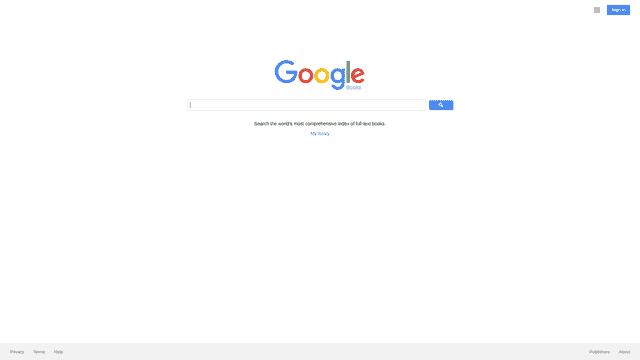 Sign in
Google
Books
Search the world's most comprehensive index of full-text books.
My library
Privacy Terms Help
Publishers About